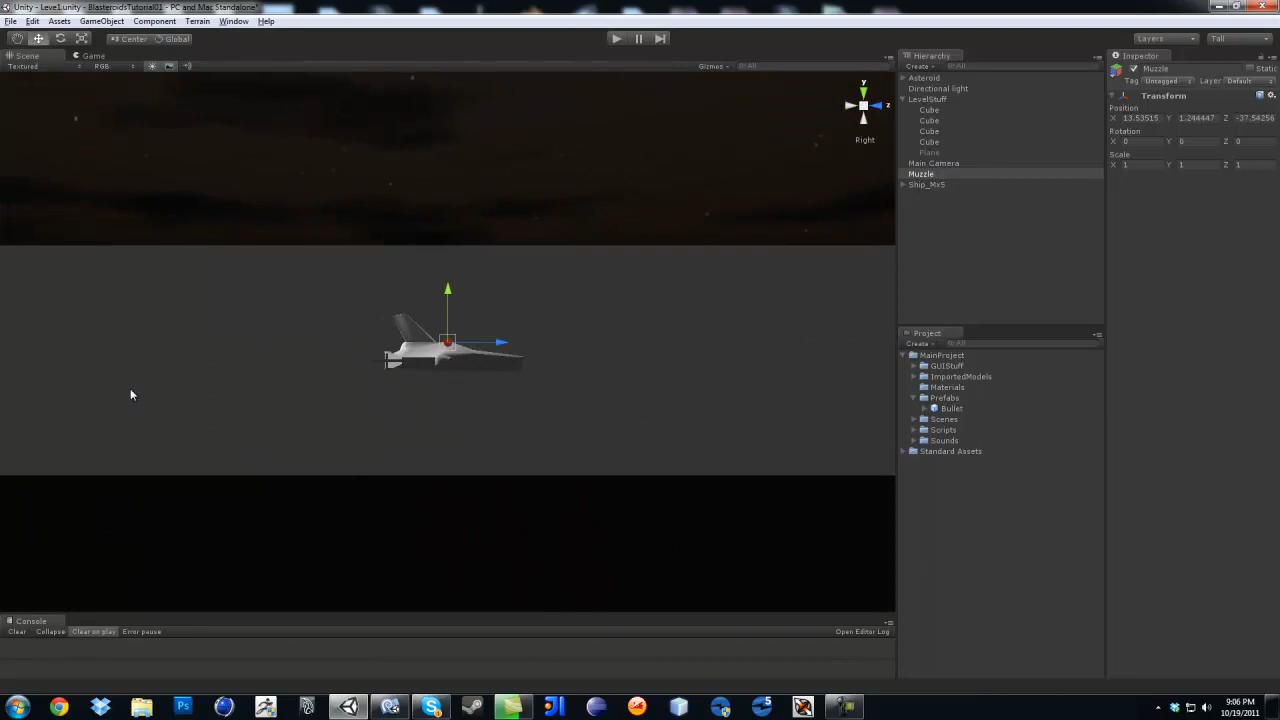 Unity - Level1.unity - BlasteroidsTutorial01 - PC and Mac Standalone*
File Edit Assets GameObject Component Terrain Window Help
Center Global
Layers
Tall
Scene
Game
Textured
RGB
Gizmos
All
y
z
Right
Hierarchy
Create
All
Asteroid
Directional light
LevelStuff
Cube
Cube
Cube
Cube
Plane
Main Camera
Muzzle
Ship_MxS
Project
Create
All
MainProject
GUIStuff
ImportedModels
Materials
Prefabs
Bullet
Scenes
Scripts
Sounds
Standard Assets
Inspector
Muzzle
Static
Tag Untagged Layer Default
Transform
Position
X 13.53515 Y 1.244447 Z -37.54256
Rotation
X 0 Y 0 Z 0
Scale
X 1 Y 1 Z 1
Console
Clear Collapse Clear on play Error pause
Open Editor Log
9:06 PM
10/19/2011